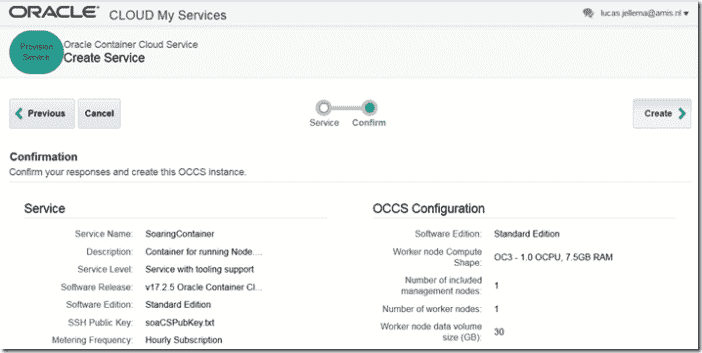 ORACLE® CLOUD My Services
lucas.jellema@amis.nl
Provision
Service
Oracle Container Cloud Service
Create Service
Previous
Cancel
Service
Confirm
Create
Confirmation
Confirm your responses and create this OCCS instance.
Service
Service Name: SoaringContainer
Description: Container for running Node....
Service Level: Service with tooling support
Software Release: v17.2.5 Oracle Container Cl...
Software Edition: Standard Edition
SSH Public Key: soaCSPubKey.txt
Metering Frequency: Hourly Subscription
OCCS Configuration
Software Edition: Standard Edition
Worker node Compute
Shape: OC3 - 1.0 OCPU, 7.5GB RAM
Number of included
management nodes: 1
Number of worker nodes: 1
Worker node data volume
size (GB): 30